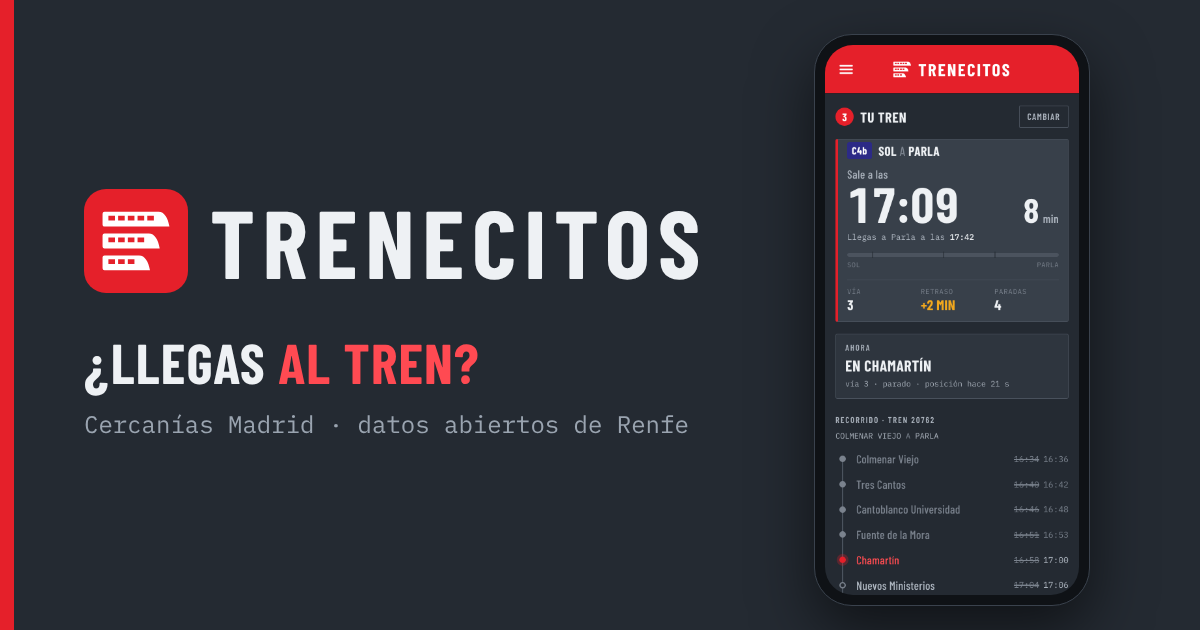 TRENECITOS
¿LLEGAS AL TREN?
Cercanías Madrid · datos abiertos de Renfe
TRENECITOS
3 TU TREN CAMBIAR
C4b SOL A PARLA
Sale a las
17:09 8 min
Llegas a Parla a las 17:42
SOL PARLA
VÍA RETRASO PARADAS
3 +2 MIN 4
AHORA
EN CHAMARTÍN
vía 3 · parado · posición hace 21 s
RECORRIDO · TREN 20762
COLMENAR VIEJO A PARLA
Colmenar Viejo 16:34 16:36
Tres Cantos 16:40 16:42
Cantoblanco Universidad 16:46 16:48
Fuente de la Mora 16:51 16:53
Chamartín 16:58 17:00
Nuevos Ministerios 17:04 17:06